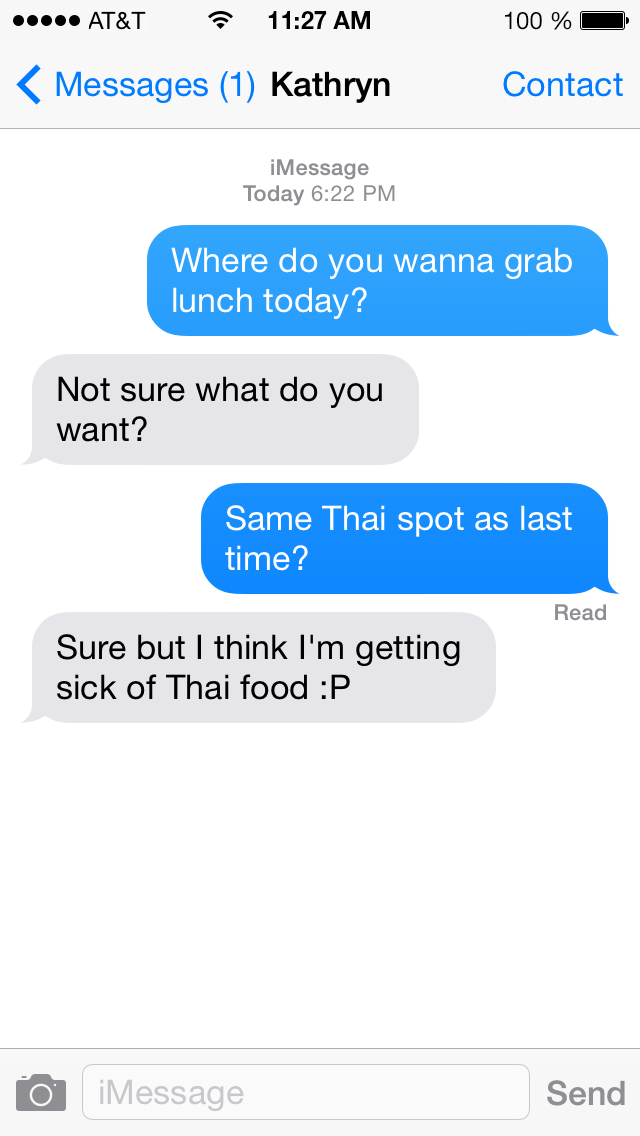 AT&T 11:27 AM 100 %
Messages (1) Kathryn Contact
iMessage
Today 6:22 PM
Where do you wanna grab
lunch today?
Not sure what do you
want?
Same Thai spot as last
time?
Read
Sure but I think I'm getting
sick of Thai food :P
iMessage Send